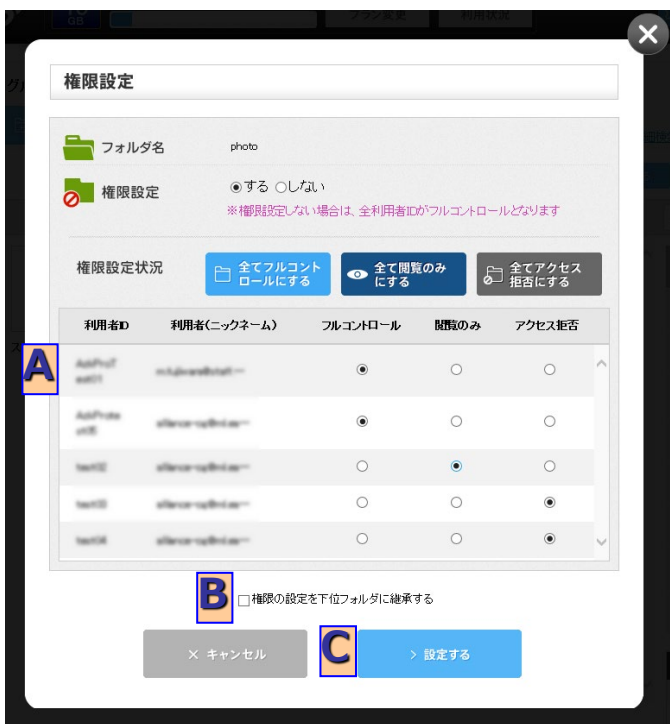 GB
プラン変更
利用状況
権限設定
フォルダ名
photo
権限設定
する しない
※権限設定しない場合は、全利用者IDがフルコントロールとなります
権限設定状況
全てフルコント
ロールにする
全て閲覧のみ
にする
全てアクセス
拒否にする
利用者ID 利用者(ニックネーム) フルコントロール 閲覧のみ アクセス拒否
A
test02
test03
test04
B
権限の設定を下位フォルダに継承する
× キャンセル
C
> 設定する